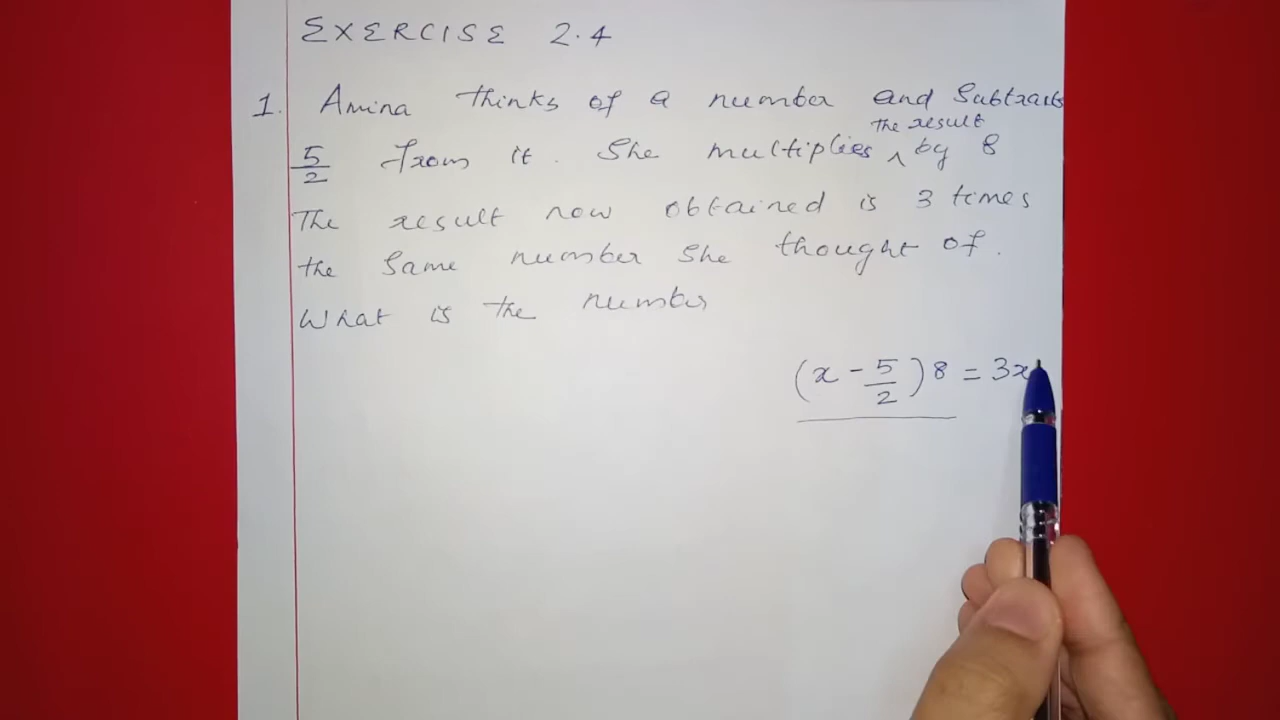 EXERCISE 2.4
1. Amina thinks of a number and Subtracts
5/2 from it. She multiplies the result by 8
The result now obtained is 3 times
the same number she thought of.
What is the number
(x - 5/2) 8 = 3x